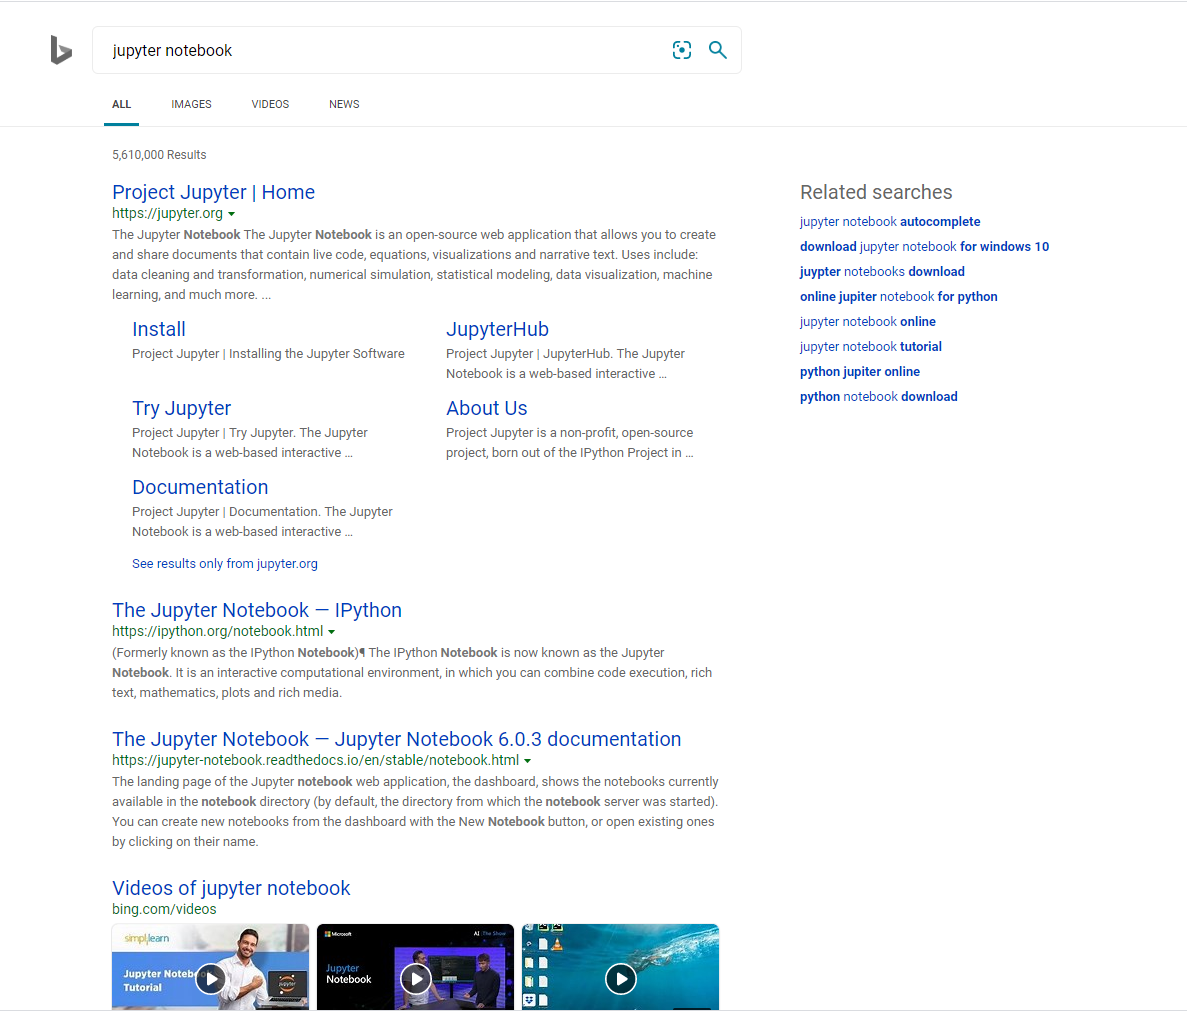 jupyter notebook
ALL IMAGES VIDEOS NEWS
5,610,000 Results
Project Jupyter | Home
https://jupyter.org
The Jupyter Notebook The Jupyter Notebook is an open-source web application that allows you to create
and share documents that contain live code, equations, visualizations and narrative text. Uses include:
data cleaning and transformation, numerical simulation, statistical modeling, data visualization, machine
learning, and much more. ...
Install
Project Jupyter | Installing the Jupyter Software
JupyterHub
Project Jupyter | JupyterHub. The Jupyter
Notebook is a web-based interactive ...
Try Jupyter
Project Jupyter | Try Jupyter. The Jupyter
Notebook is a web-based interactive ...
About Us
Project Jupyter is a non-profit, open-source
project, born out of the IPython Project in ...
Documentation
Project Jupyter | Documentation. The Jupyter
Notebook is a web-based interactive ...
See results only from jupyter.org
The Jupyter Notebook — IPython
https://ipython.org/notebook.html
(Formerly known as the IPython Notebook)¶ The IPython Notebook is now known as the Jupyter
Notebook. It is an interactive computational environment, in which you can combine code execution, rich
text, mathematics, plots and rich media.
The Jupyter Notebook — Jupyter Notebook 6.0.3 documentation
https://jupyter-notebook.readthedocs.io/en/stable/notebook.html
The landing page of the Jupyter notebook web application, the dashboard, shows the notebooks currently
available in the notebook directory (by default, the directory from which the notebook server was started).
You can create new notebooks from the dashboard with the New Notebook button, or open existing ones
by clicking on their name.
Videos of jupyter notebook
bing.com/videos
simplilearn
Jupyter Notebook
Tutorial
jupyter
Microsoft
AI The Show
Jupyter
Notebook
Related searches
jupyter notebook autocomplete
download jupyter notebook for windows 10
juypter notebooks download
online jupiter notebook for python
jupyter notebook online
jupyter notebook tutorial
python jupiter online
python notebook download